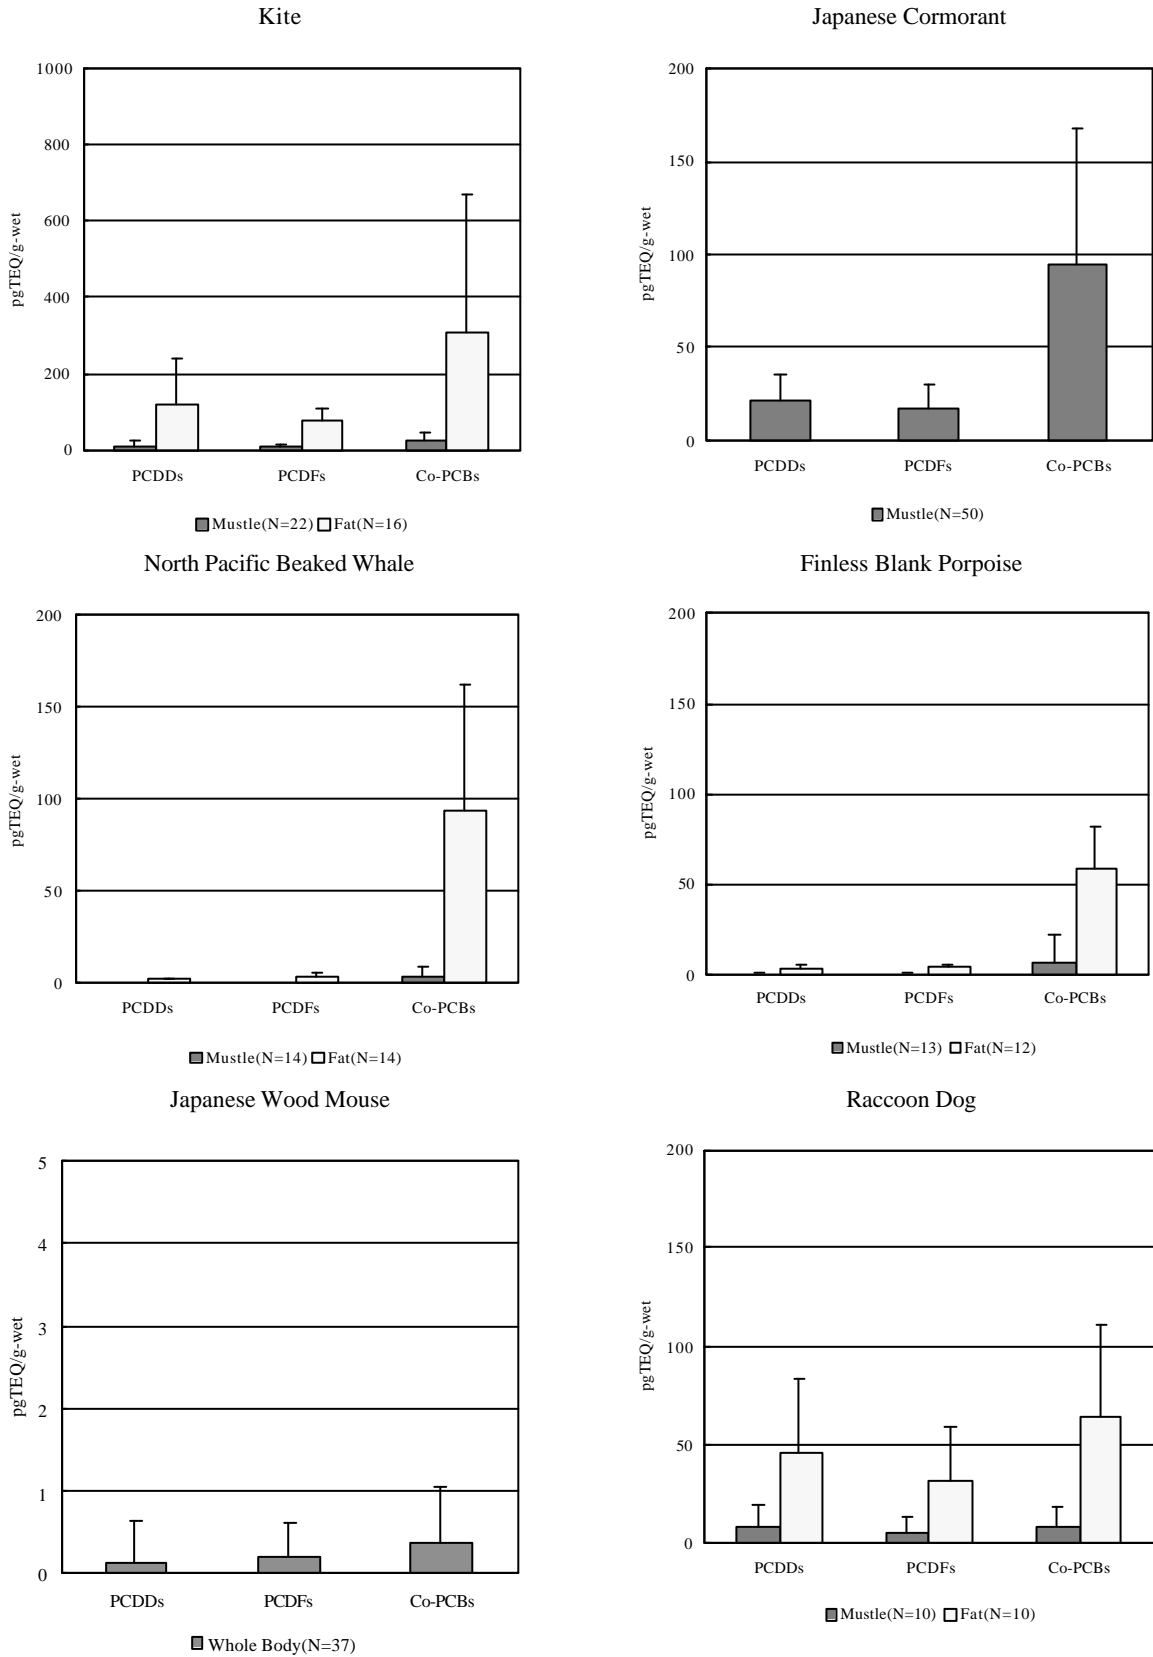 Kite
1000
800
600
400
200
0
pgTEQ/g-wet
PCDDs PCDFs Co-PCBs
Mustle(N=22) Fat(N=16)
Japanese Cormorant
200
150
100
50
0
pgTEQ/g-wet
PCDDs PCDFs Co-PCBs
Mustle(N=50)
North Pacific Beaked Whale
200
150
100
50
0
pgTEQ/g-wet
PCDDs PCDFs Co-PCBs
Mustle(N=14) Fat(N=14)
Finless Blank Porpoise
200
150
100
50
0
pgTEQ/g-wet
PCDDs PCDFs Co-PCBs
Mustle(N=13) Fat(N=12)
Japanese Wood Mouse
5
4
3
2
1
0
pgTEQ/g-wet
PCDDs PCDFs Co-PCBs
Whole Body(N=37)
Raccoon Dog
200
150
100
50
0
pgTEQ/g-wet
PCDDs PCDFs Co-PCBs
Mustle(N=10) Fat(N=10)